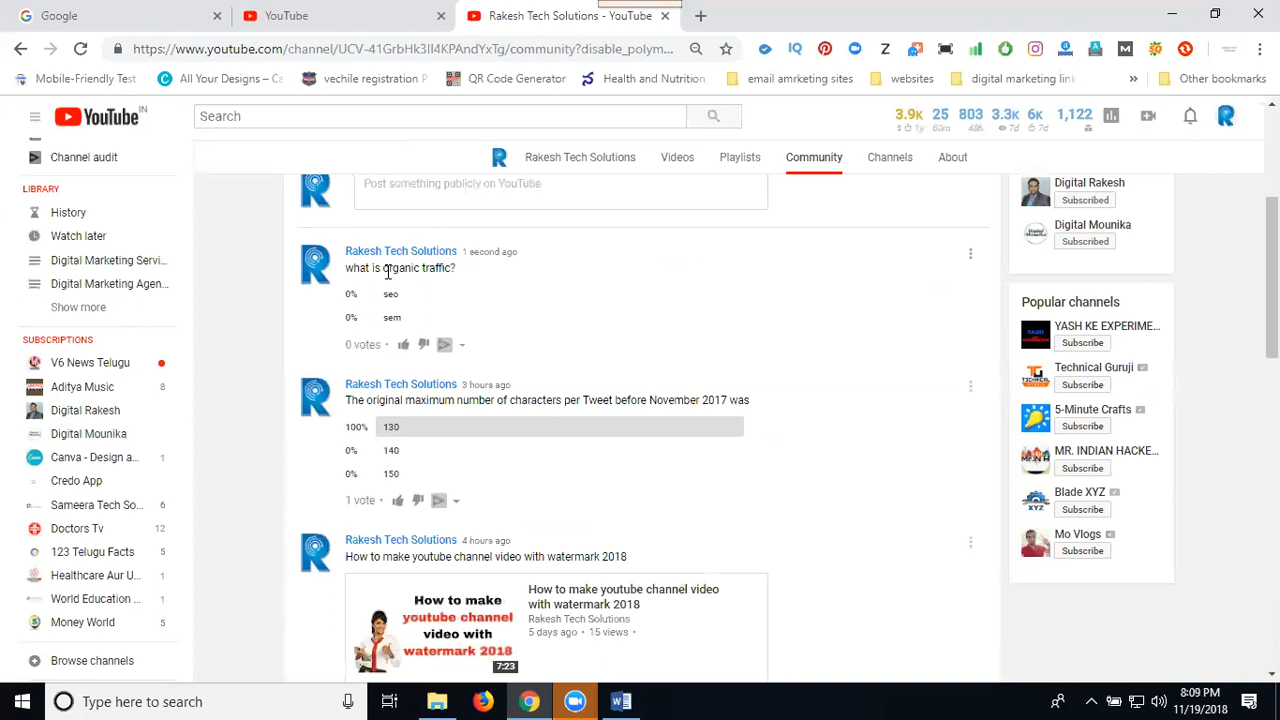 Google
YouTube
Rakesh Tech Solutions - YouTube
https://www.youtube.com/channel/UCV-41GrbHk3II4KPAndYxTg/community?disable_polym...
Mobile-Friendly Test
All Your Designs – Ca
vechile registration P
QR Code Generator
Health and Nutrition
email amrketing sites
websites
digital marketing link
Other bookmarks
YouTube IN
Search
3.9K 25 803 3.3K 6K 1,122
Channel audit
Rakesh Tech Solutions
Videos
Playlists
Community
Channels
About
LIBRARY
History
Watch later
Digital Marketing Servi...
Digital Marketing Agen...
Show more
SUBSCRIPTIONS
V6 News Telugu
Aditya Music 8
Digital Rakesh
Digital Mounika
Canva - Design a... 1
Credo App
Sameera Tech So... 6
Doctors Tv 12
123 Telugu Facts 5
Healthcare Aur U... 1
World Education ... 1
Money World 5
Browse channels
Post something publicly on YouTube
Rakesh Tech Solutions 1 second ago
what is organic traffic?
0% seo
0% sem
0 votes
Rakesh Tech Solutions 3 hours ago
The original maximum number of characters per Tweet before November 2017 was
100% 130
0% 140
0% 150
1 vote
Rakesh Tech Solutions 4 hours ago
How to make youtube channel video with watermark 2018
How to make
youtube channel
video with
watermark 2018
7:23
How to make youtube channel video
with watermark 2018
Rakesh Tech Solutions
5 days ago • 15 views •
Digital Rakesh
Subscribed
Digital Mounika
Subscribed
Popular channels
YASH KE EXPERIME...
Subscribe
Technical Guruji
Subscribe
5-Minute Crafts
Subscribe
MR. INDIAN HACKE...
Subscribe
Blade XYZ
Subscribe
Mo Vlogs
Subscribe
Type here to search
8:09 PM
11/19/2018